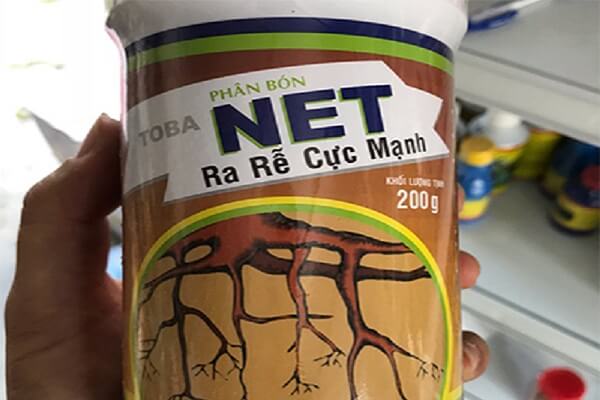 PHÂN BÓN
TOBA NET
Ra Rễ Cực Mạnh
KHỐI LƯỢNG TỊNH
200g